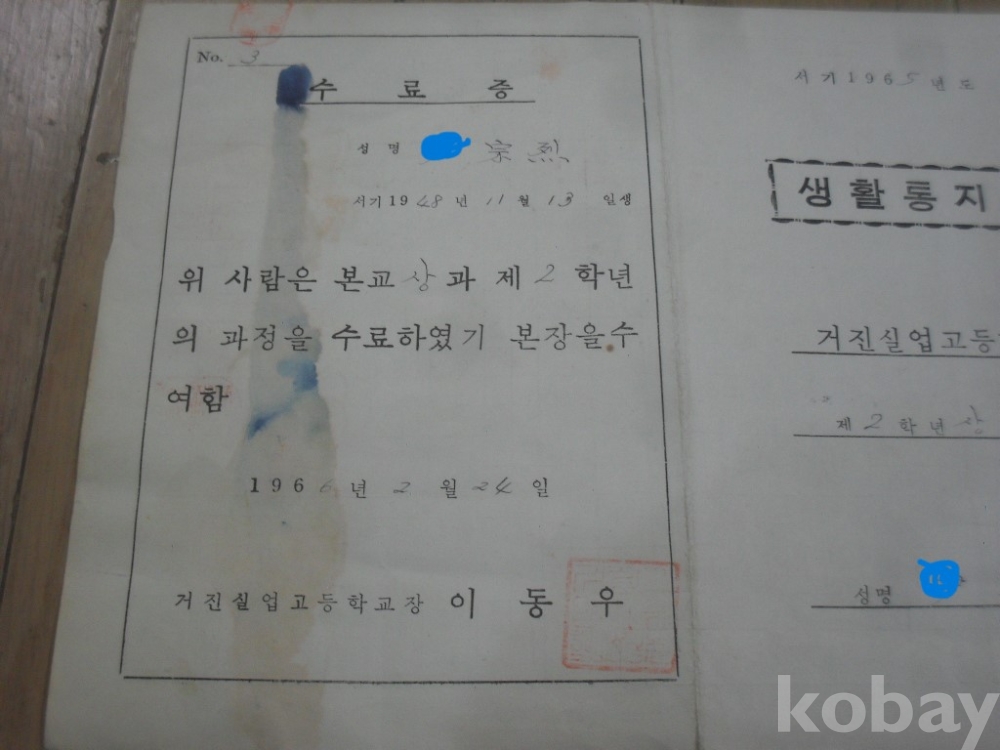 No. 3
수 료 증
성 명 宗 烈
서기 1948 년 11 월 13 일생
위 사람은 본교 상 과 제 2 학년
의 과정을 수료하였기 본장을수
여함
1966 년 2 월 24 일
거진실업고등학교장 이 동 우
서기 1965 년 도
생활통지
거진실업고등
제 2 학년 상
성명
kobay